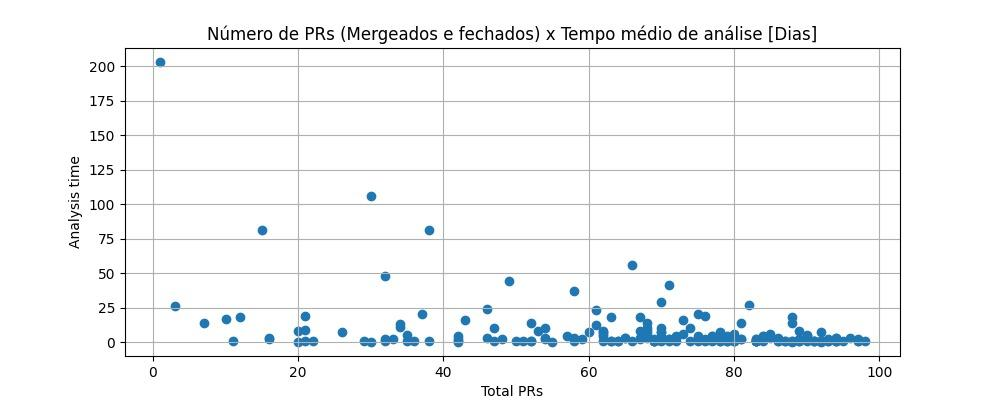 Número de PRs (Mergeados e fechados) x Tempo médio de análise [Dias]
200
175
150
125
100
75
50
25
0
Analysis time
0 20 40 60 80 100
Total PRs